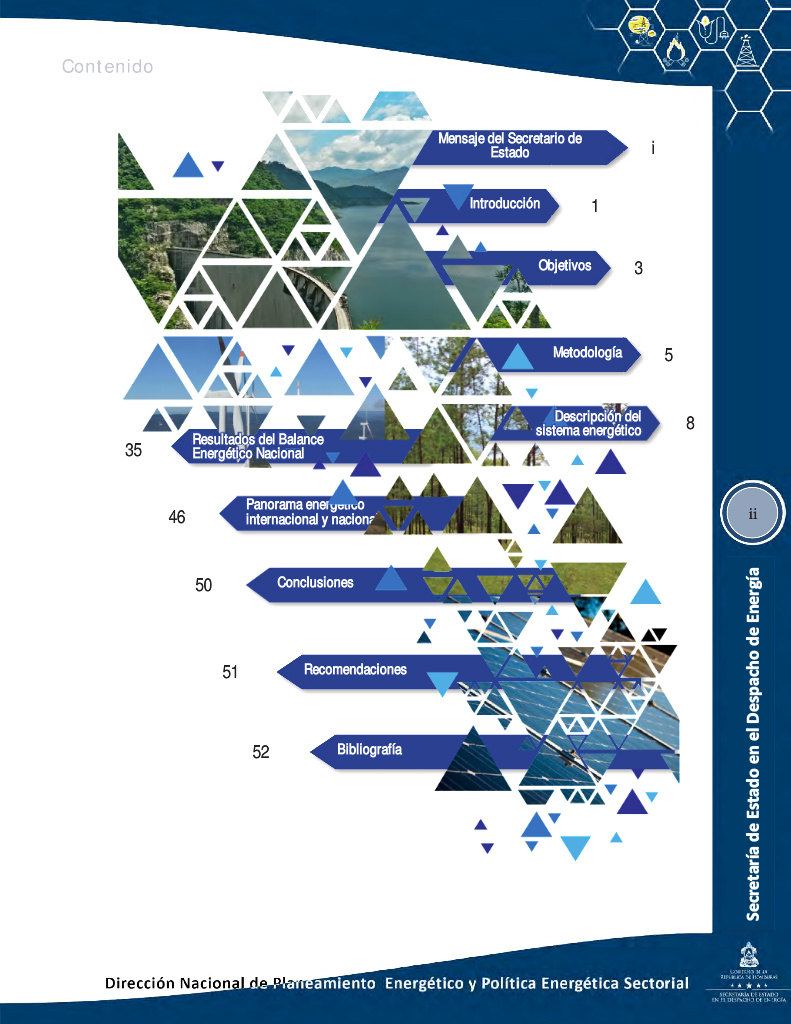 Contenido
Mensaje del Secretario de
Estado
i
Introducción
1
Objetivos
3
Metodología
5
Descripción del
sistema energético
8
35
Resultados del Balance
Energético Nacional
46
Panorama energético
internacional y nacional
50
Conclusiones
51
Recomendaciones
52
Bibliografía
ii
Secretaría de Estado en el Despacho de Energía
Dirección Nacional de Planeamiento Energético y Política Energética Sectorial
GOBIERNO DE LA
REPÚBLICA DE HONDURAS
SECRETARÍA DE ESTADO
EN EL DESPACHO DE ENERGÍA